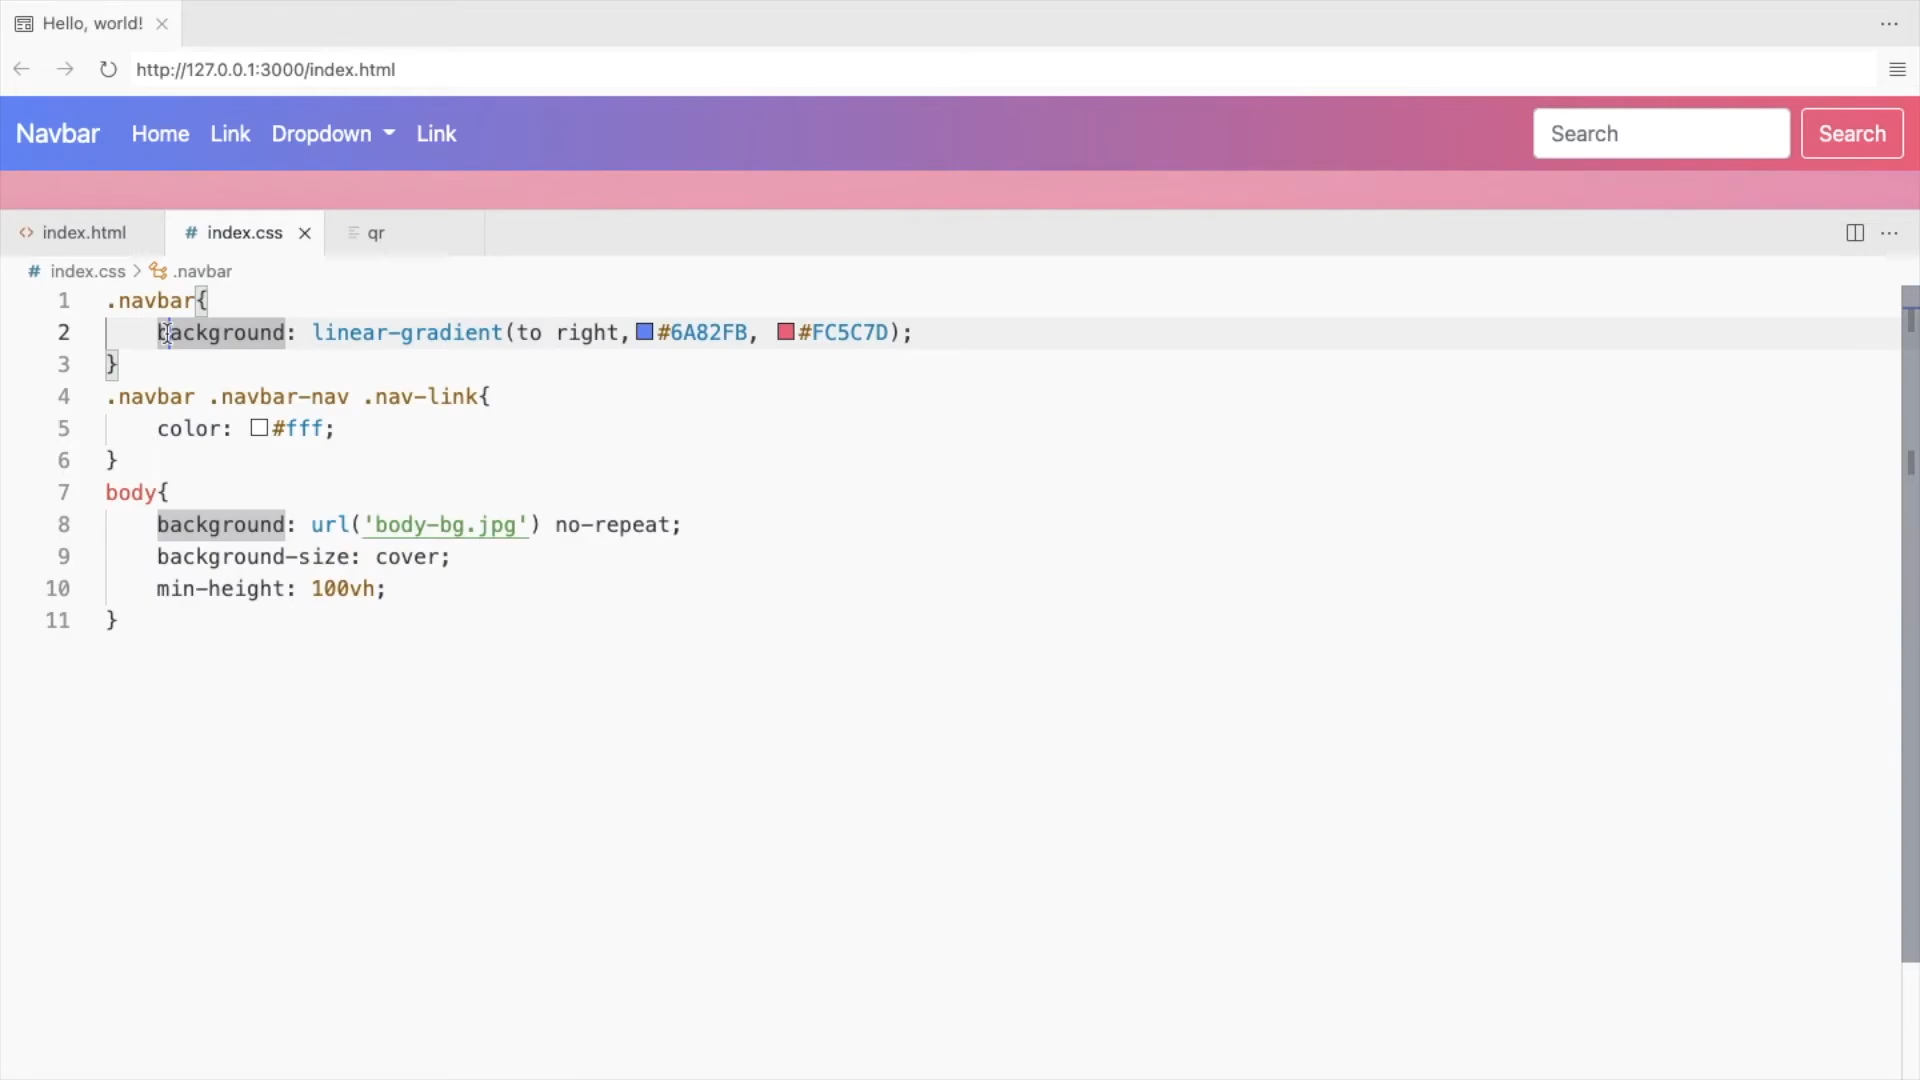 Hello, world!
http://127.0.0.1:3000/index.html
Navbar Home Link Dropdown Link Search Search
index.html index.css qr
index.css .navbar
1 .navbar{
2 background: linear-gradient(to right,#6A82FB, #FC5C7D);
3 }
4 .navbar .navbar-nav .nav-link{
5 color: #fff;
6 }
7 body{
8 background: url('body-bg.jpg') no-repeat;
9 background-size: cover;
10 min-height: 100vh;
11 }